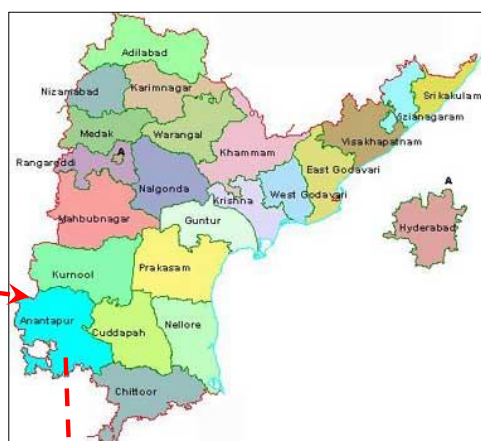 Adilabad
Nizamabad
Karimnagar
Srikakulam
Vizianagaram
Medak
Warangal
Visakhapatnam
Rangareddi
A
Khammam
East Godavari
Nalgonda
Krishna
West Godavari
A
Mahbubnagar
Guntur
Hyderabad
Kurnool
Prakasam
Anantapur
Cuddapah
Nellore
Chittoor